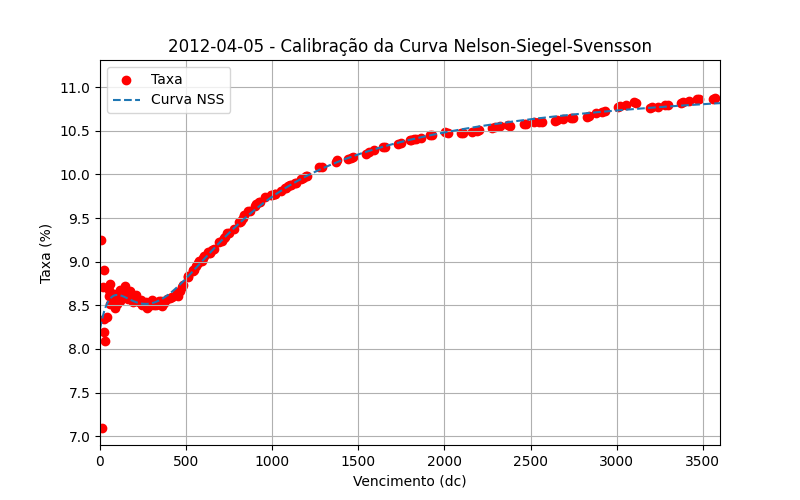 2012-04-05 - Calibração da Curva Nelson-Siegel-Svensson
Taxa
Curva NSS
Taxa (%)
11.0
10.5
10.0
9.5
9.0
8.5
8.0
7.5
7.0
0 500 1000 1500 2000 2500 3000 3500
Vencimento (dc)